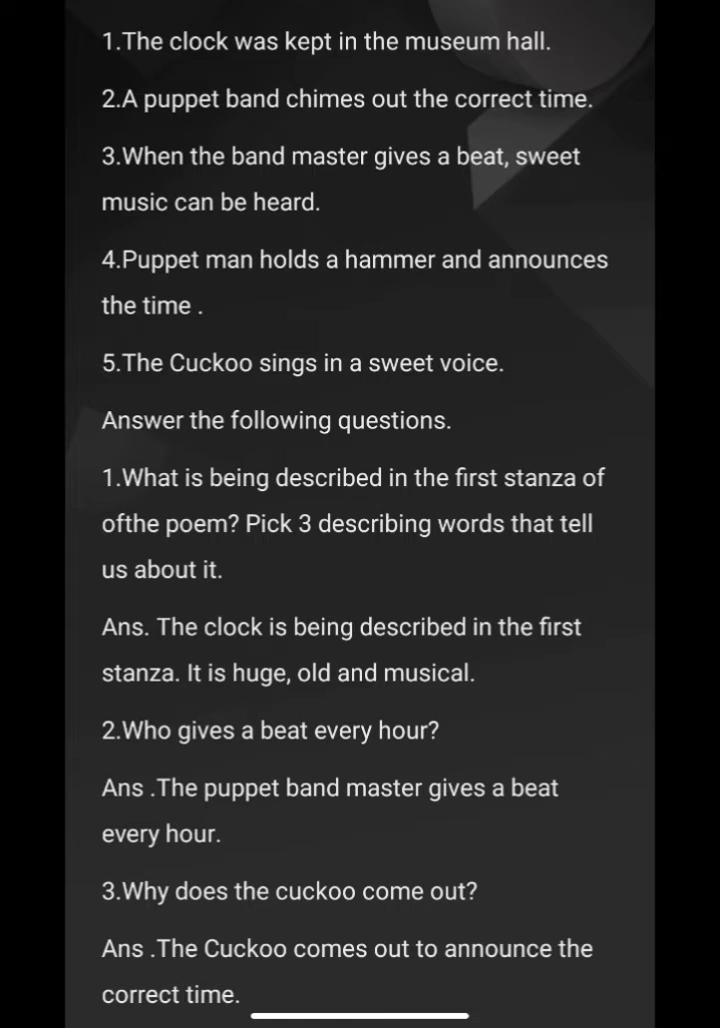 1.The clock was kept in the museum hall.
2.A puppet band chimes out the correct time.
3.When the band master gives a beat, sweet
music can be heard.
4.Puppet man holds a hammer and announces
the time .
5.The Cuckoo sings in a sweet voice.
Answer the following questions.
1.What is being described in the first stanza of
ofthe poem? Pick 3 describing words that tell
us about it.
Ans. The clock is being described in the first
stanza. It is huge, old and musical.
2.Who gives a beat every hour?
Ans .The puppet band master gives a beat
every hour.
3.Why does the cuckoo come out?
Ans .The Cuckoo comes out to announce the
correct time.